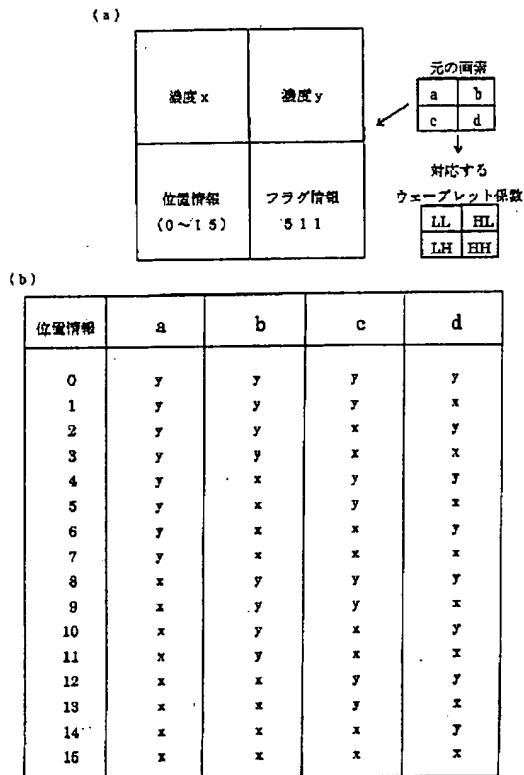 (a)
濃度x 濃度y
位置情報 フラグ情報
(0～15) 511
元の画素
a b
c d
対応する
ウェーブレット係数
LL HL
LH HH
(b)
位置情報 a b c d
0 y y y y
1 y y y x
2 y y x y
3 y y x x
4 y x y y
5 y x y x
6 y x x y
7 y x x x
8 x y y y
9 x y y x
10 x y x y
11 x y x x
12 x x y y
13 x x y x
14 x x x y
15 x x x x